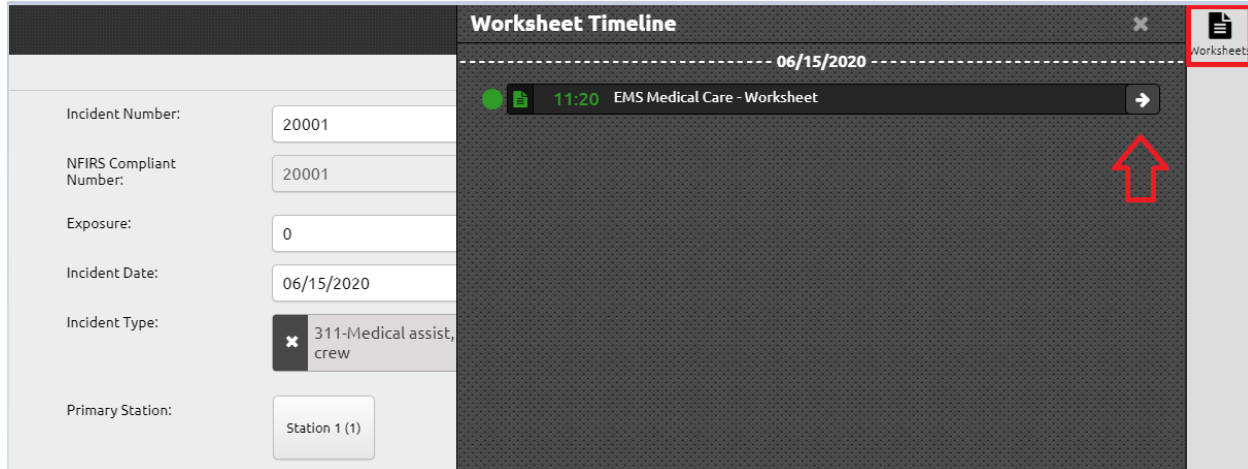 Worksheet Timeline
Worksheets
06/15/2020
11:20 EMS Medical Care - Worksheet
Incident Number:
20001
NFIRS Compliant
Number:
20001
Exposure:
0
Incident Date:
06/15/2020
Incident Type:
311-Medical assist,
crew
Primary Station:
Station 1 (1)